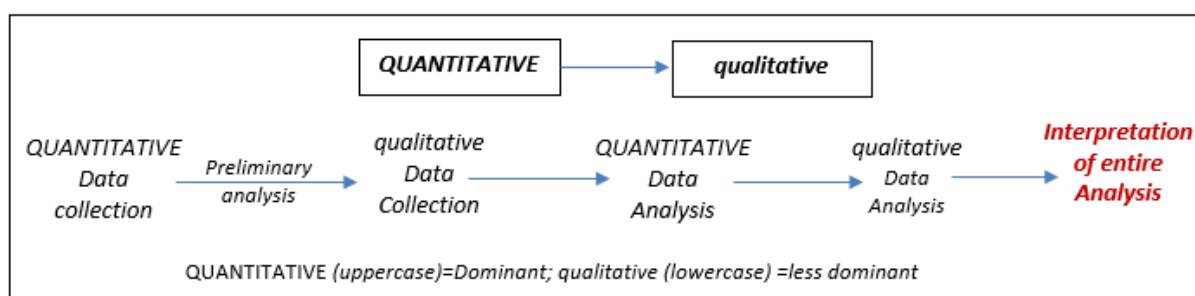 QUANTITATIVE
qualitative
QUANTITATIVE
Data
collection
Preliminary
analysis
qualitative
Data
Collection
QUANTITATIVE
Data
Analysis
qualitative
Data
Analysis
Interpretation
of entire
Analysis
QUANTITATIVE (uppercase)=Dominant; qualitative (lowercase) =less dominant